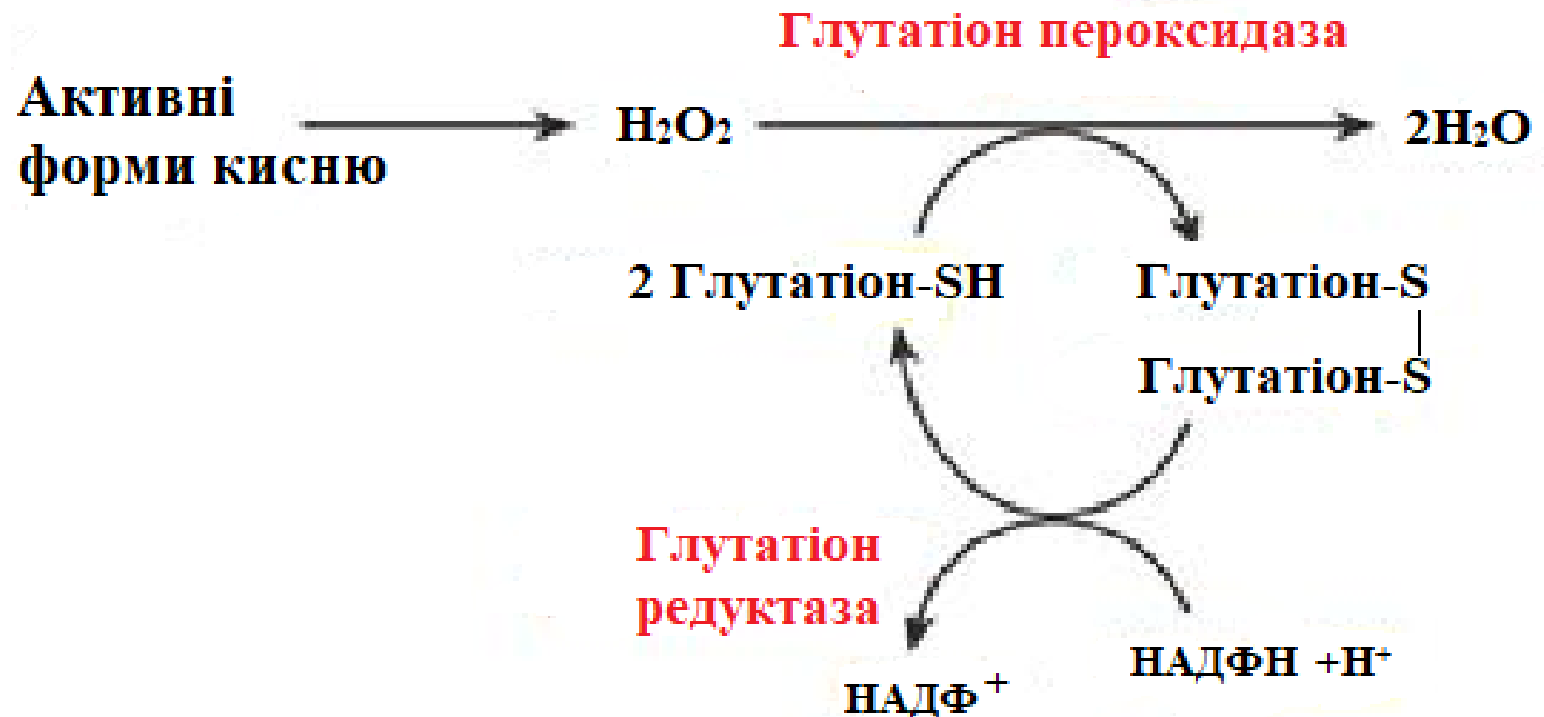 Глутатіон пероксидаза
Активні
форми кисню
H₂O₂
2H₂O
2 Глутатіон-SH
Глутатіон-S
Глутатіон-S
Глутатіон
редуктаза
НАДФН +Н⁺
НАДФ⁺